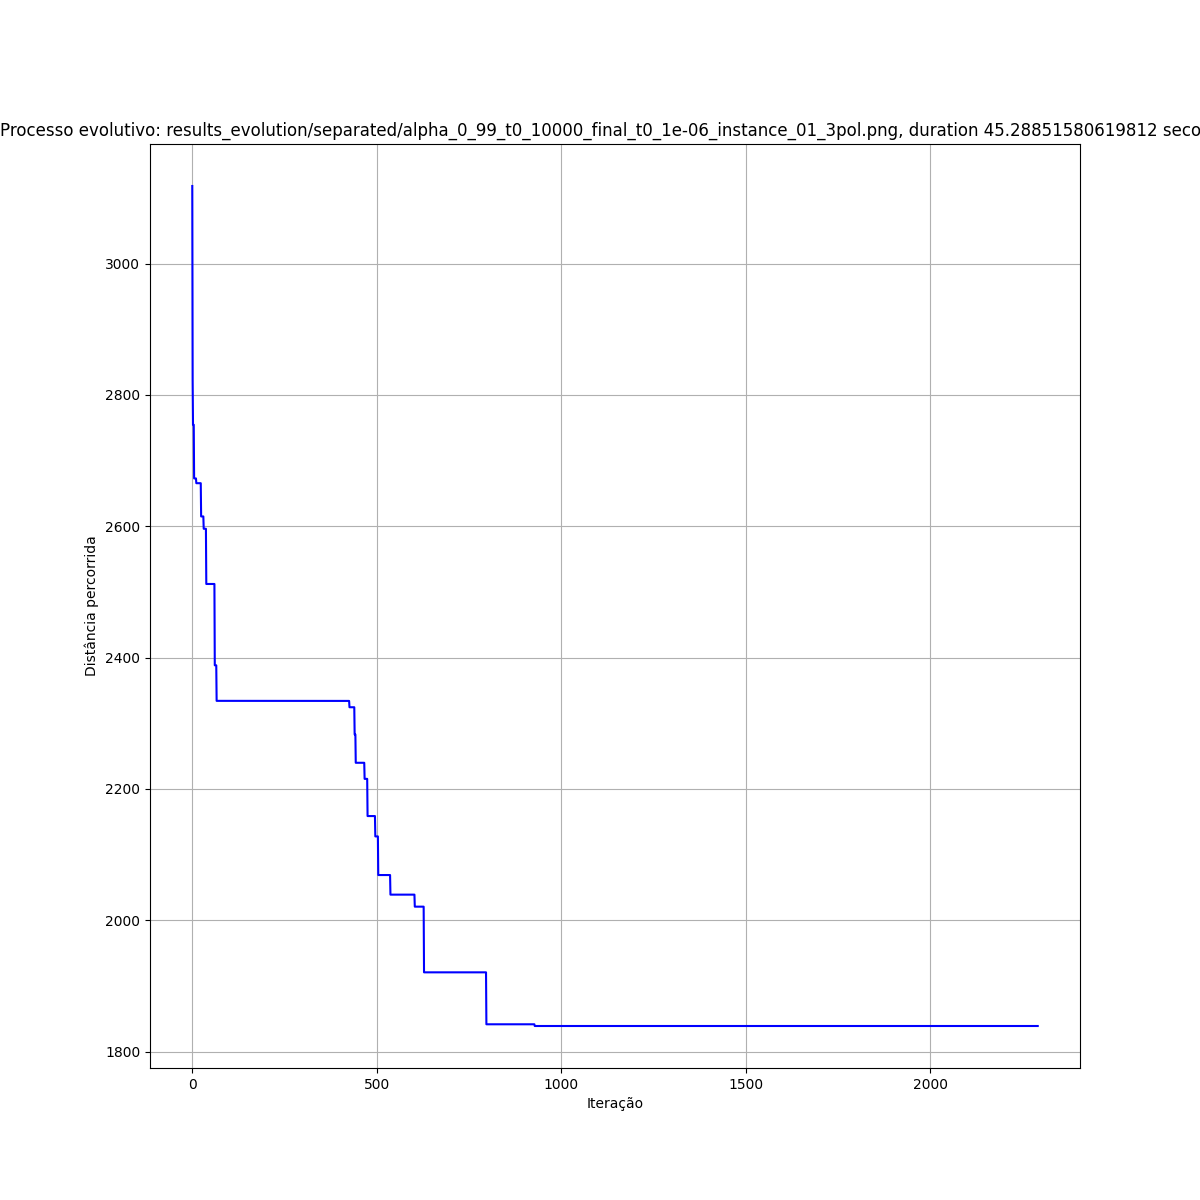 Processo evolutivo: results_evolution/separated/alpha_0_99_t0_10000_final_t0_1e-06_instance_01_3pol.png, duration 45.28851580619812 seco
3000
2800
2600
2400
2200
2000
1800
Distância percorrida
0 500 1000 1500 2000
Iteração